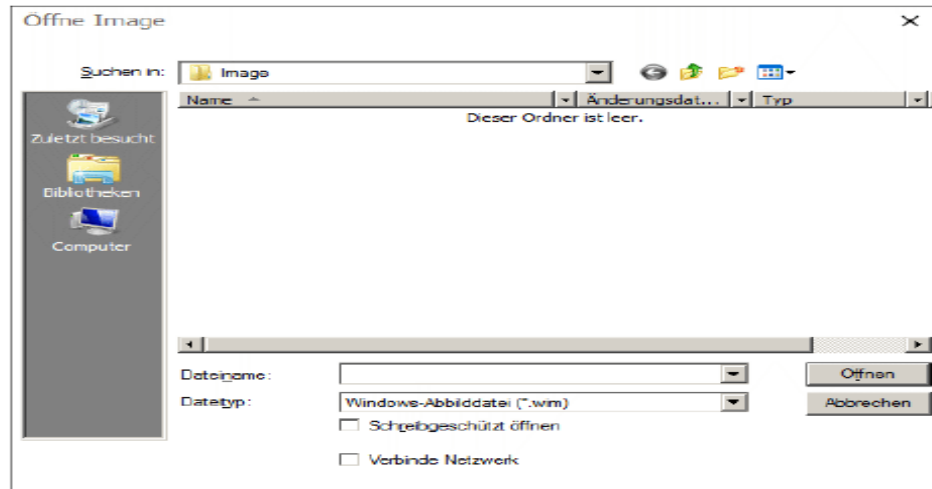 Öffne Image
Suchen in:
Image
Name
Änderungsdat...
Typ
Dieser Ordner ist leer.
Zuletzt besucht
Bibliotheken
Computer
Dateiname:
Öffnen
Dateityp:
Windows-Abbilddatei (*.wim)
Abbrechen
Schreibgeschützt öffnen
Verbinde Netzwerk